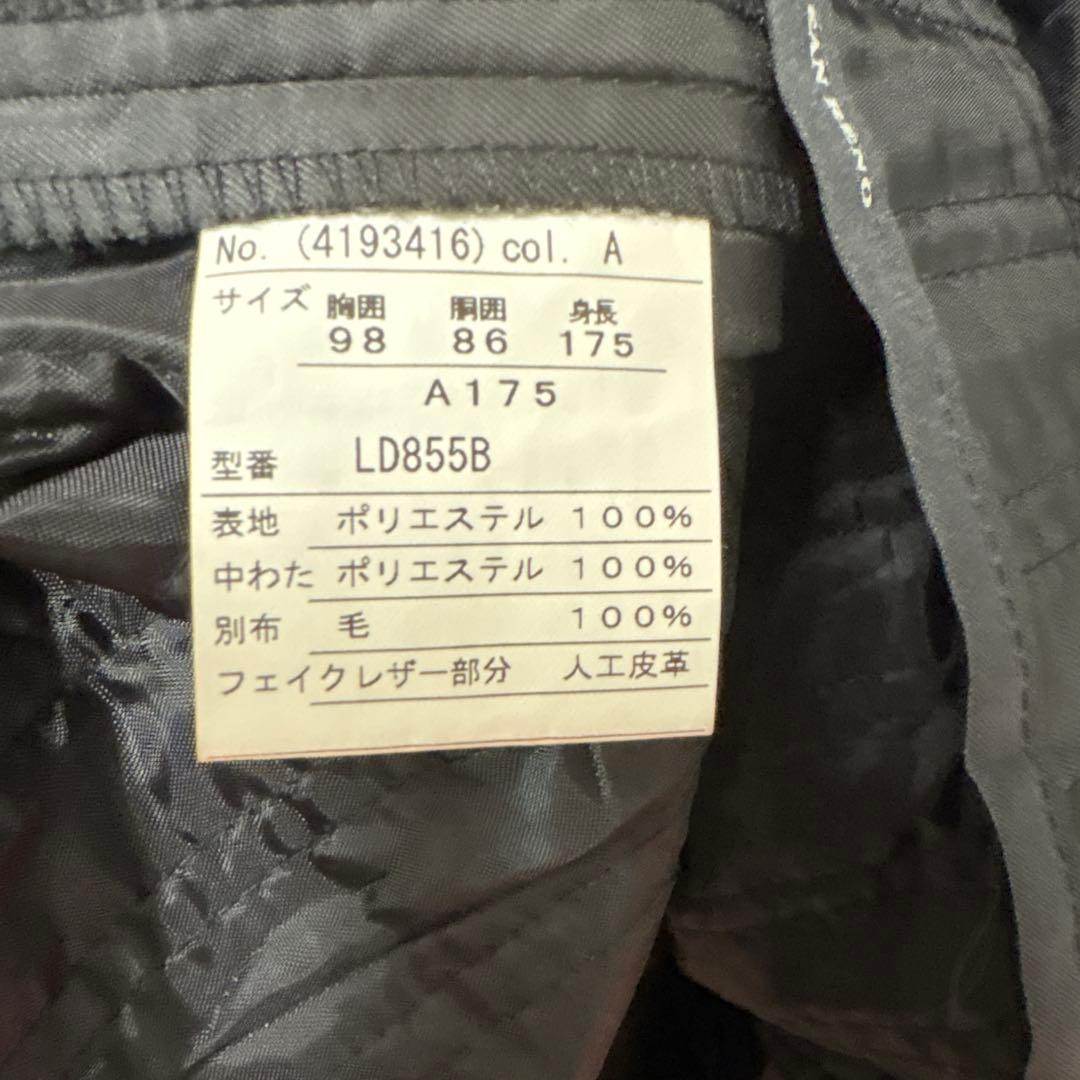 No. (4193416) col. A
サイズ 胸囲 胴囲 身長
98 86 175
A175
型番 LD855B
表地 ポリエステル 100%
中わた ポリエステル 100%
別布 毛 100%
フェイクレザー部分 人工皮革